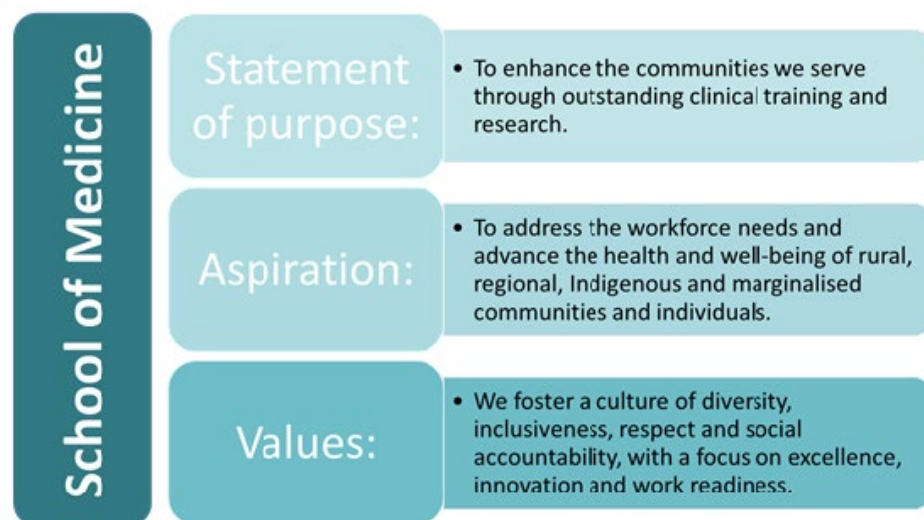 School of Medicine
Statement
of purpose:
• To enhance the communities we serve
through outstanding clinical training and
research.
Aspiration:
• To address the workforce needs and
advance the health and well-being of rural,
regional, Indigenous and marginalised
communities and individuals.
Values:
• We foster a culture of diversity,
inclusiveness, respect and social
accountability, with a focus on excellence,
innovation and work readiness.